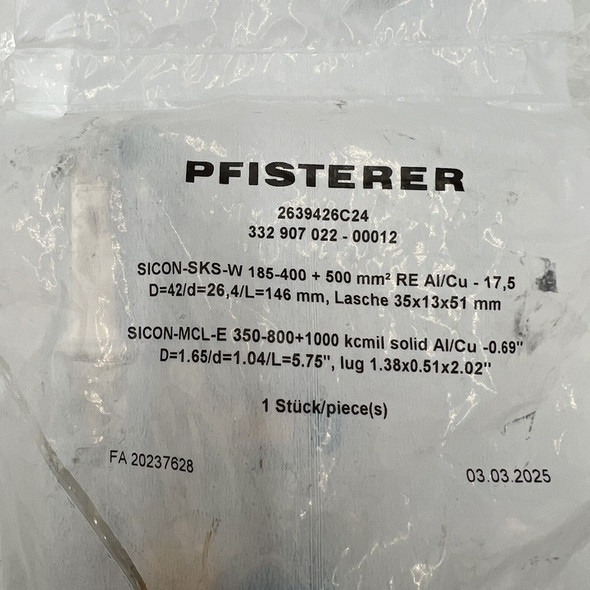 PFISTERER
2639426C24
332 907 022 - 00012
SICON-SKS-W 185-400 + 500 mm² RE Al/Cu - 17,5
D=42/d=26,4/L=146 mm, Lasche 35x13x51 mm
SICON-MCL-E 350-800+1000 kcmil solid Al/Cu -0.69"
D=1.65/d=1.04/L=5.75", lug 1.38x0.51x2.02"
1 Stück/piece(s)
FA 20237628
03.03.2025